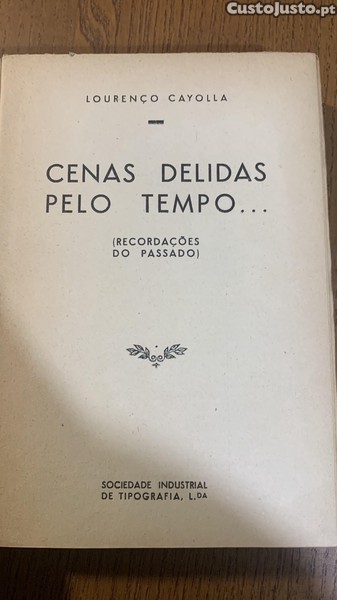 CustoJusto.pt
LOURENÇO CAYOLLA
CENAS DELIDAS
PELO TEMPO...
(RECORDAÇÕES
DO PASSADO)
SOCIEDADE INDUSTRIAL
DE TIPOGRAFIA, L.DA